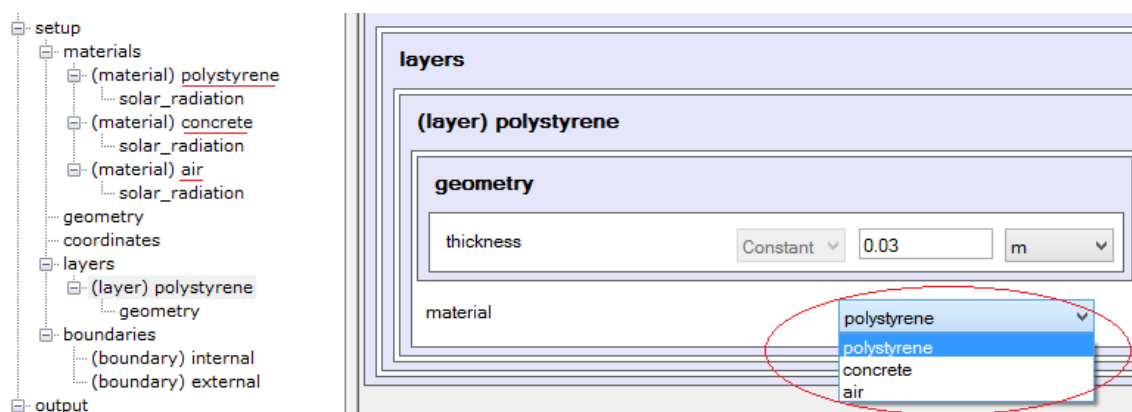 setup
materials
(material) polystyrene
solar_radiation
(material) concrete
solar_radiation
(material) air
solar_radiation
geometry
coordinates
layers
(layer) polystyrene
geometry
boundaries
(boundary) internal
(boundary) external
output
layers
(layer) polystyrene
geometry
thickness Constant 0.03 m
material polystyrene
polystyrene
concrete
air